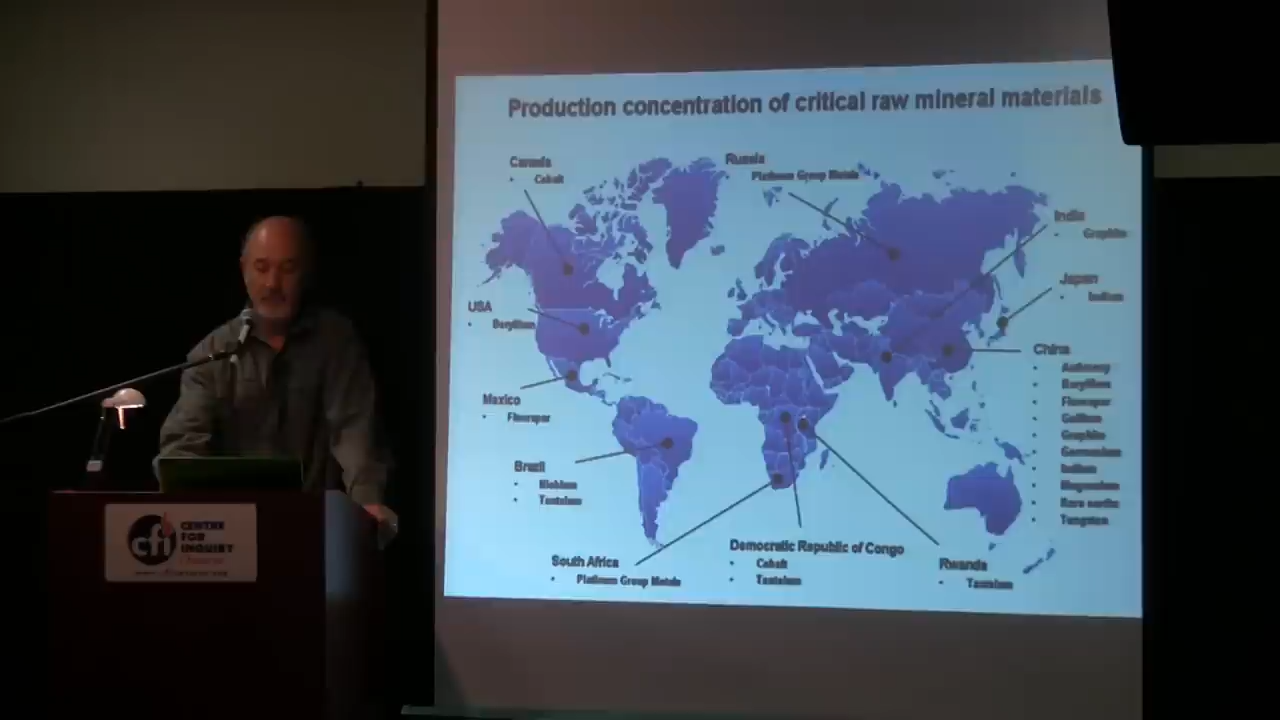 Production concentration of critical raw mineral materials
Canada
• Cobalt
Russia
Platinum Group Metals
India
• Graphite
Japan
• Indium
USA
• Beryllium
China
• Antimony
• Beryllium
• Fluorspar
• Gallium
• Graphite
• Germanium
• Indium
• Magnesium
• Rare earths
• Tungsten
Mexico
• Fluorspar
Brazil
• Niobium
• Tantalum
South Africa
• Platinum Group Metals
Democratic Republic of Congo
• Cobalt
• Tantalum
Rwanda
• Tantalum
cfi
CENTRE
FOR
INQUIRY